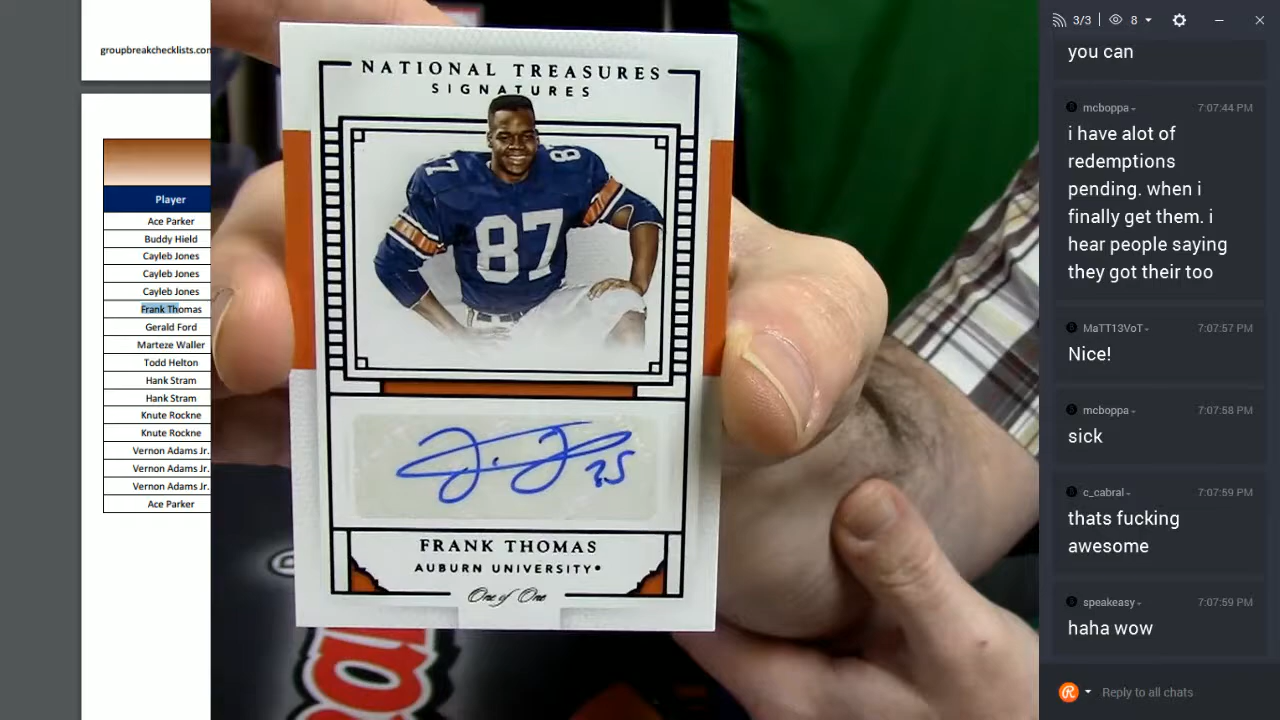 groupbreakchecklists.com
Player
Ace Parker
Buddy Hield
Cayleb Jones
Cayleb Jones
Cayleb Jones
Frank Thomas
Gerald Ford
Marteze Waller
Todd Helton
Hank Stram
Hank Stram
Knute Rockne
Knute Rockne
Vernon Adams Jr.
Vernon Adams Jr.
Vernon Adams Jr.
Ace Parker
NATIONAL TREASURES
SIGNATURES
87
8
87
35
FRANK THOMAS
AUBURN UNIVERSITY
One of One
3/3
8
you can
mcboppa
7:07:44 PM
i have alot of
redemptions
pending. when i
finally get them. i
hear people saying
they got their too
MaTT13VoT
7:07:57 PM
Nice!
mcboppa
7:07:58 PM
sick
c_cabral
7:07:59 PM
thats fucking
awesome
speakeasy
7:07:59 PM
haha wow
Reply to all chats